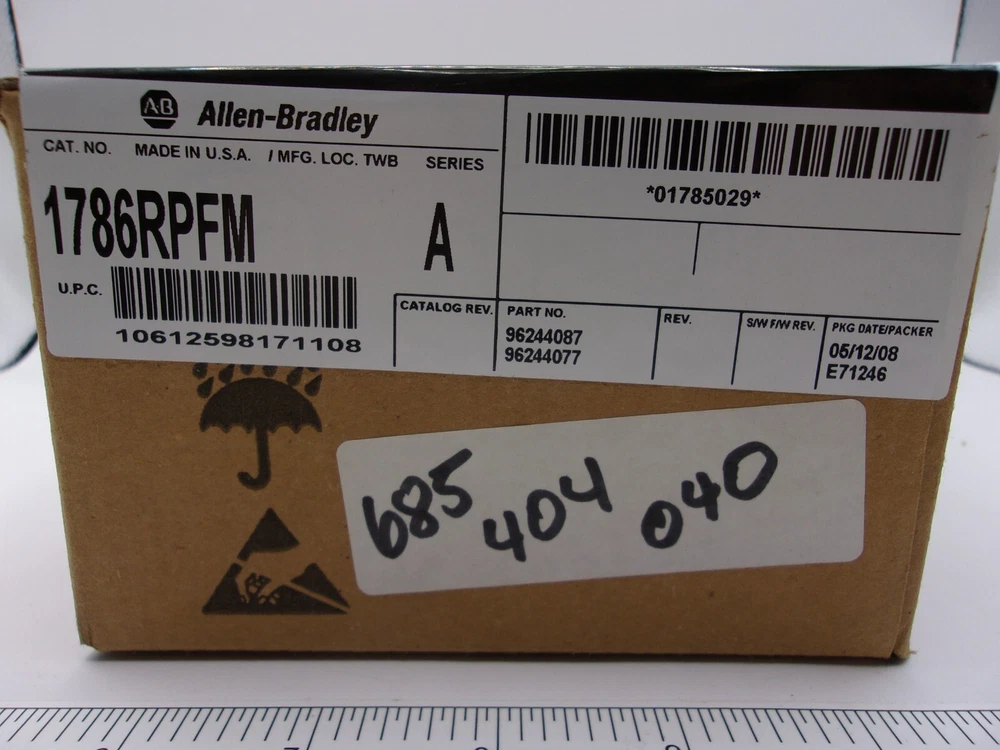 A·B Allen-Bradley
CAT. NO. MADE IN U.S.A. / MFG. LOC. TWB SERIES
1786RPFM A
U.P.C.
10612598171108
*01785029*
CATALOG REV.
PART NO.
96244087
96244077
REV.
S/W F/W REV.
PKG DATE/PACKER
05/12/08
E71246
685 404 040